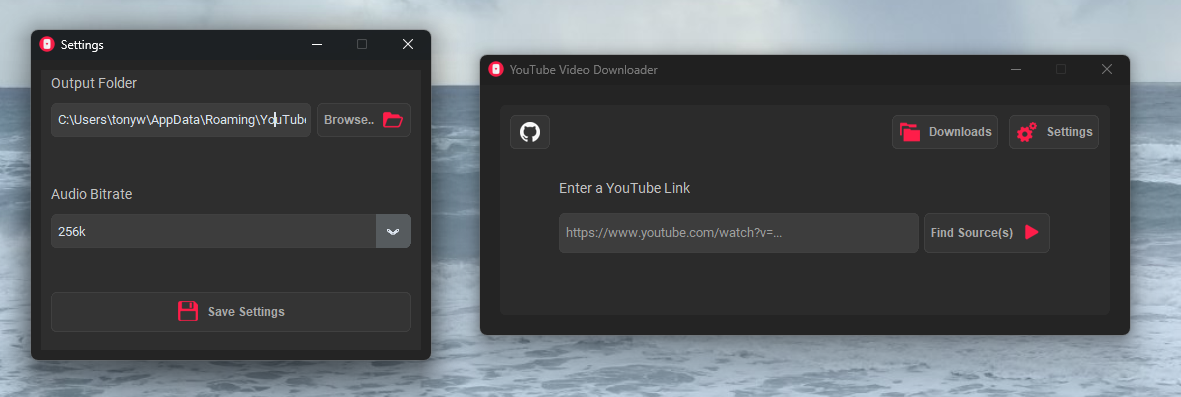 Settings
Output Folder
C:\Users\tonyw\AppData\Roaming\YouTube
Browse..
Audio Bitrate
256k
Save Settings
YouTube Video Downloader
Downloads
Settings
Enter a YouTube Link
https://www.youtube.com/watch?v=...
Find Source(s)